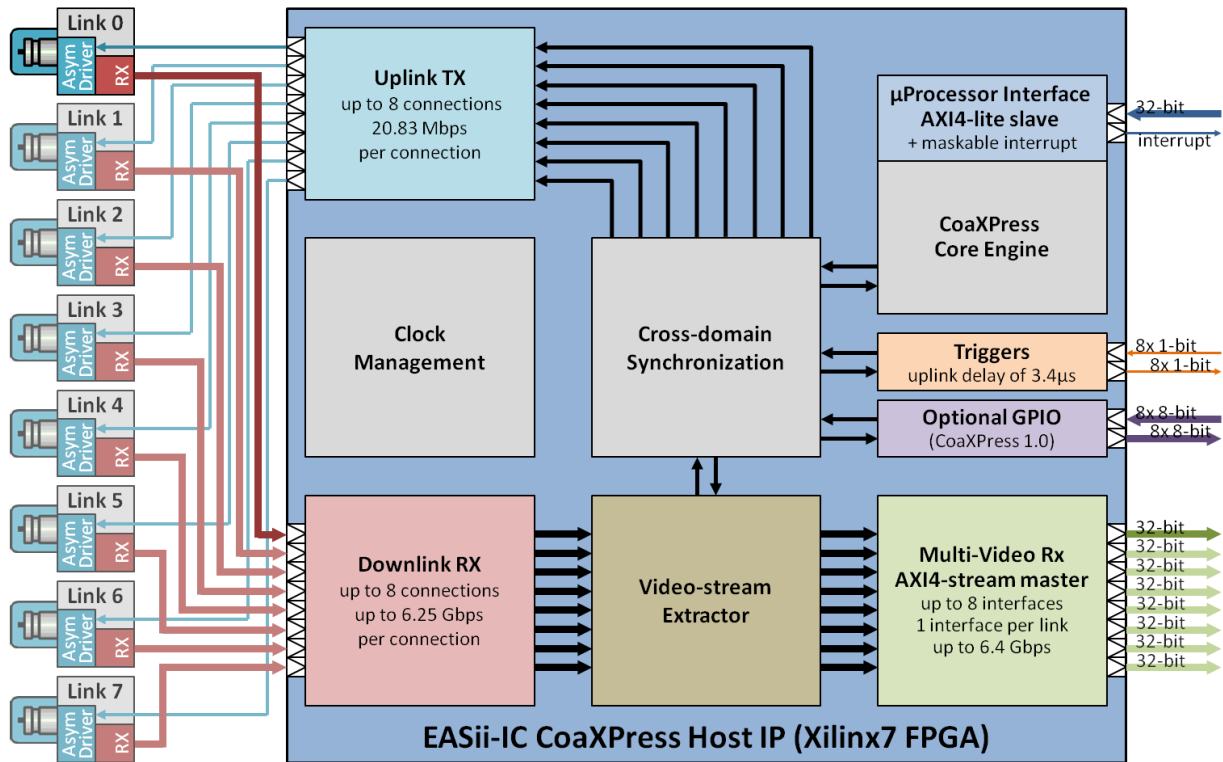 Link 0
Asym
Driver
RX
Link 1
Asym
Driver
RX
Link 2
Asym
Driver
RX
Link 3
Asym
Driver
RX
Link 4
Asym
Driver
RX
Link 5
Asym
Driver
RX
Link 6
Asym
Driver
RX
Link 7
Asym
Driver
RX
Uplink TX
up to 8 connections
20.83 Mbps
per connection
Clock
Management
Downlink RX
up to 8 connections
up to 6.25 Gbps
per connection
Cross-domain
Synchronization
Video-stream
Extractor
µProcessor Interface
AXI4-lite slave
+ maskable interrupt
CoaXPress
Core Engine
Triggers
uplink delay of 3.4µs
Optional GPIO
(CoaXPress 1.0)
Multi-Video Rx
AXI4-stream master
up to 8 interfaces
1 interface per link
up to 6.4 Gbps
32-bit
interrupt
8x 1-bit
8x 1-bit
8x 8-bit
8x 8-bit
32-bit
32-bit
32-bit
32-bit
32-bit
32-bit
32-bit
32-bit
EASii-IC CoaXPress Host IP (Xilinx7 FPGA)